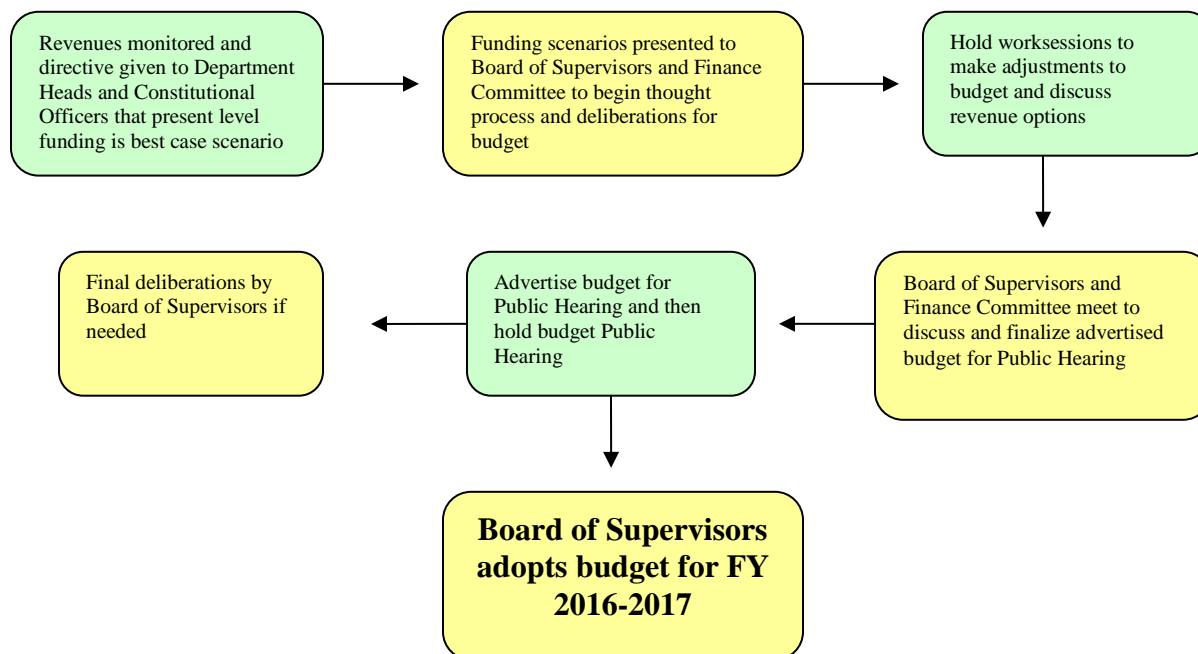 Revenues monitored and
directive given to Department
Heads and Constitutional
Officers that present level
funding is best case scenario
Funding scenarios presented to
Board of Supervisors and Finance
Committee to begin thought
process and deliberations for
budget
Hold worksessions to
make adjustments to
budget and discuss
revenue options
Board of Supervisors and
Finance Committee meet to
discuss and finalize advertised
budget for Public Hearing
Advertise budget for
Public Hearing and then
hold budget Public
Hearing
Final deliberations by
Board of Supervisors if
needed
Board of Supervisors
adopts budget for FY
2016-2017